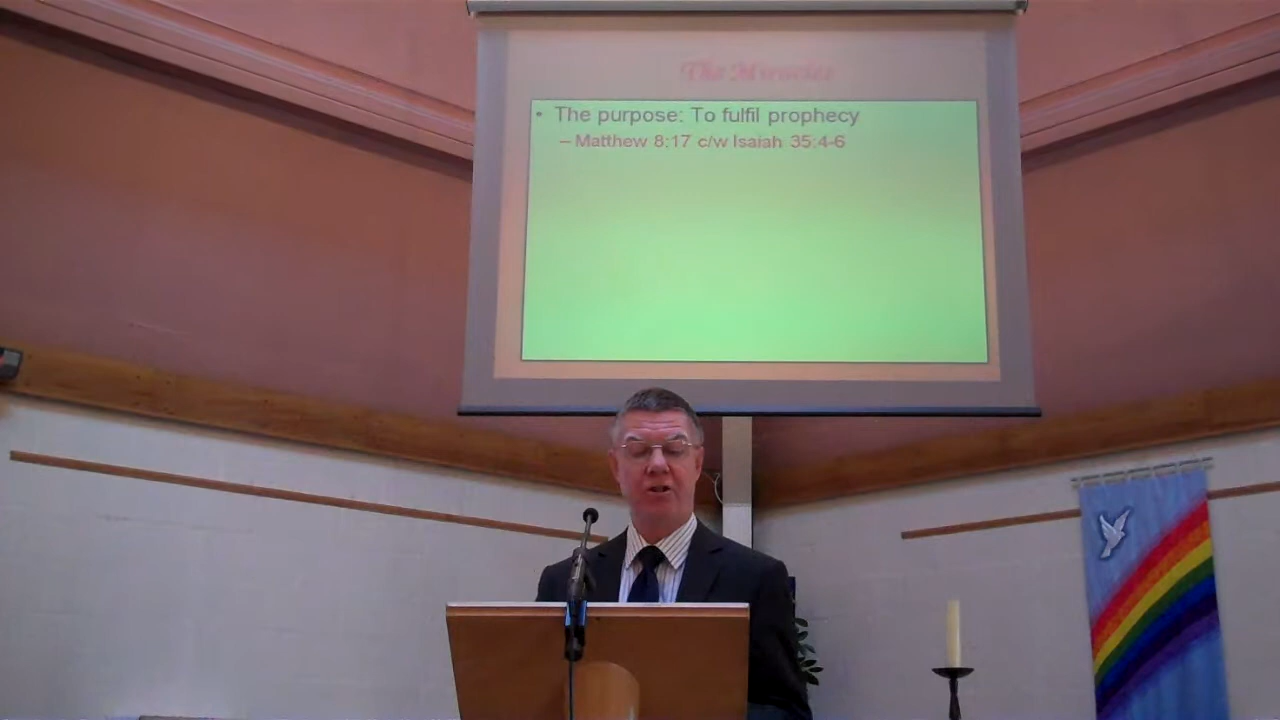 The Miracles
• The purpose: To fulfil prophecy
– Matthew 8:17 c/w Isaiah 35:4-6